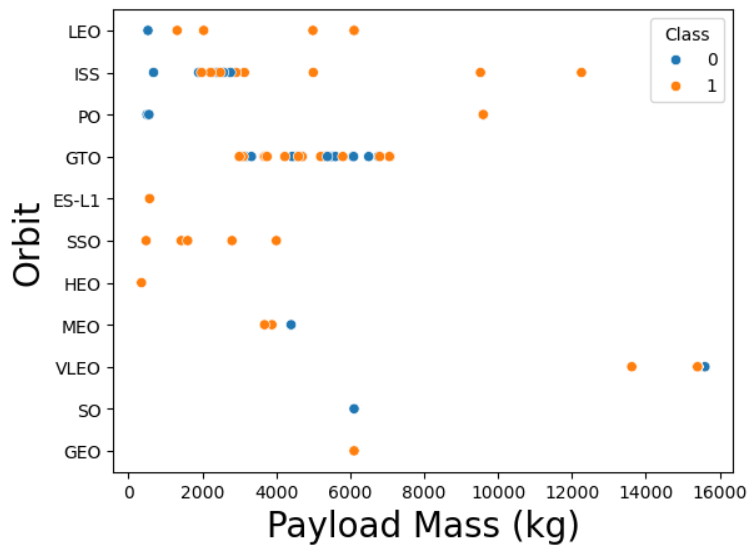 LEO
ISS
PO
GTO
ES-L1
SSO
HEO
MEO
VLEO
SO
GEO
Orbit
Class
0
1
0 2000 4000 6000 8000 10000 12000 14000 16000
Payload Mass (kg)